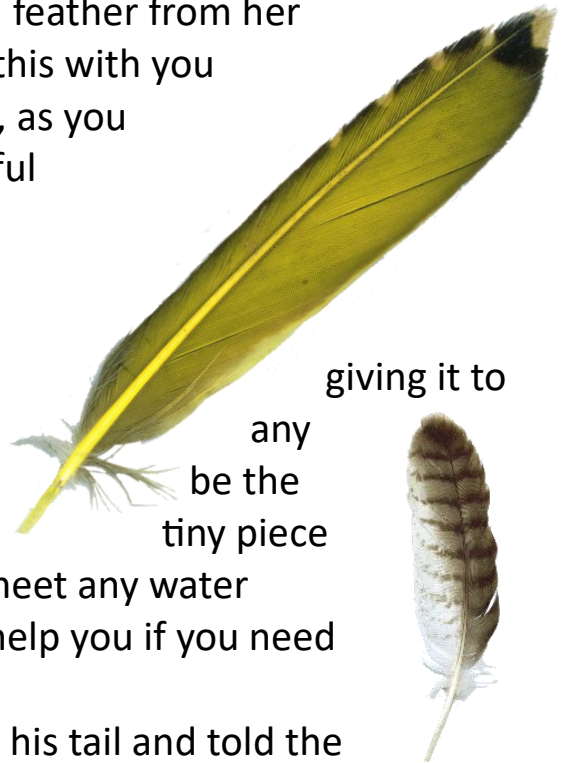 feather from her
this with you
, as you
ful
giving it to
any
be the
tiny piece
neet any water
help you if you need
his tail and told the